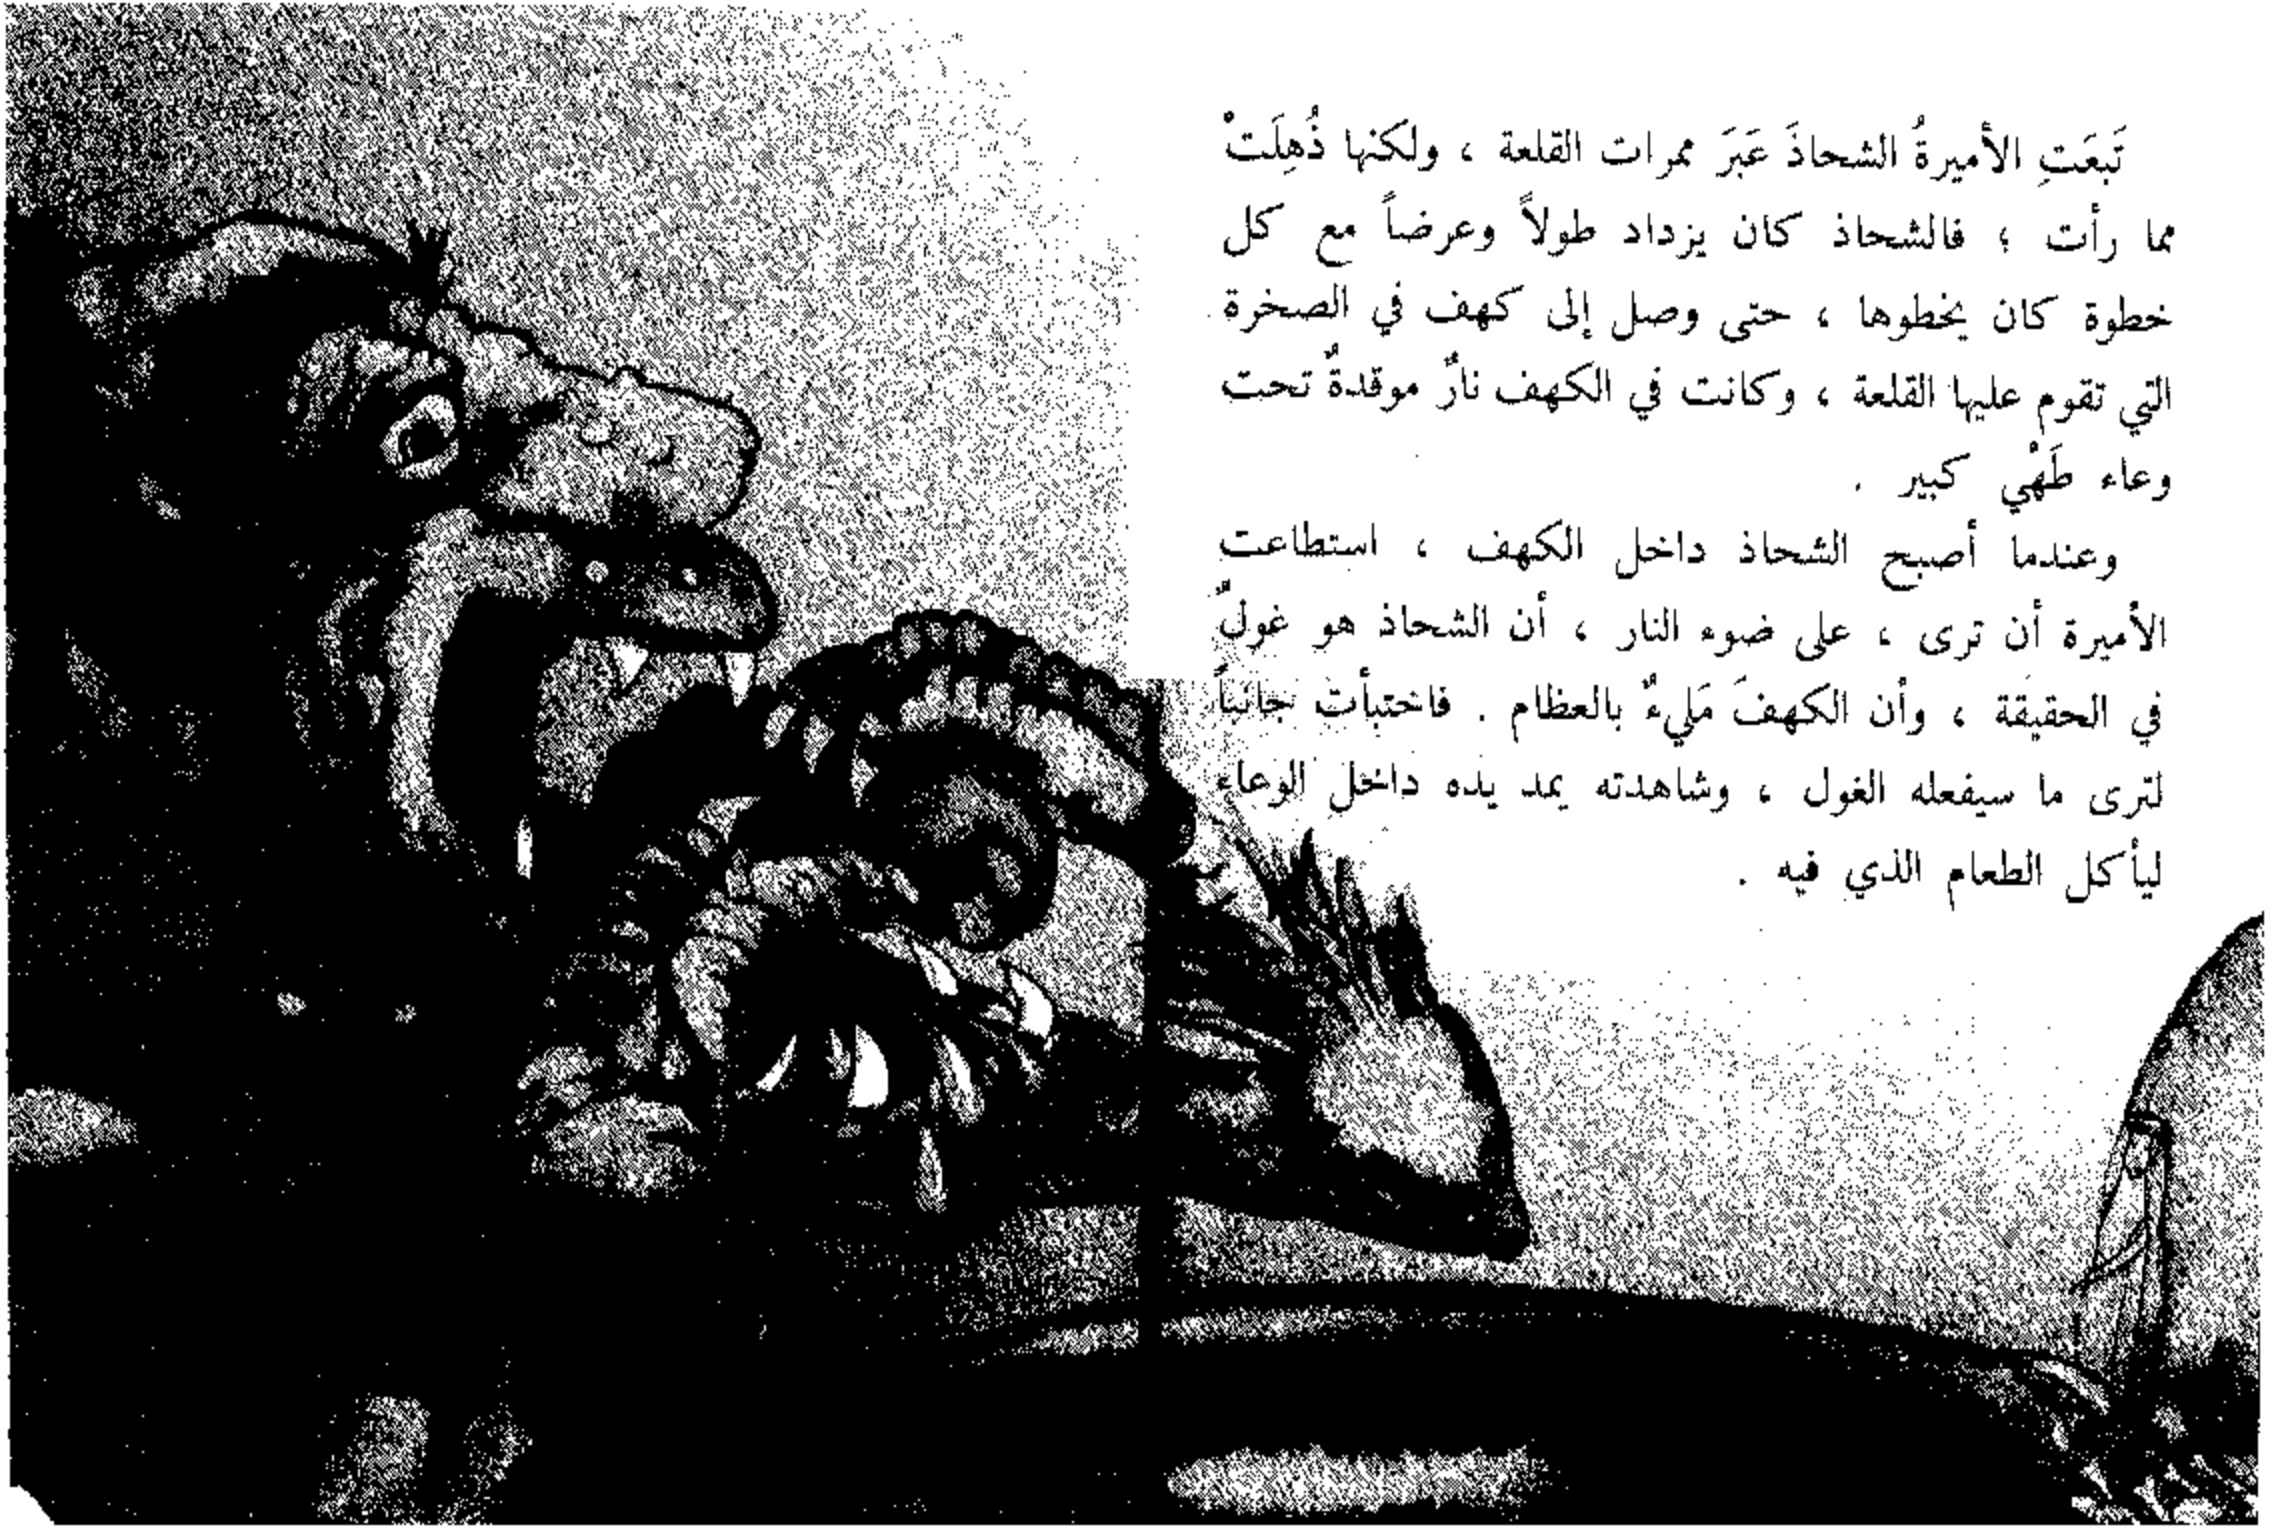 تَبعَتِ الأميرةُ الشحاذَ عَبرَ ممرات القلعة ، ولكنها ذُهِلَتْ
مما رأت ؛ فالشحاذ كان يزداد طولاً وعرضاً مع كل
خطوة كان يخطوها ، حتى وصل إلى كهف في الصخرة
التي تقوم عليها القلعة ، وكانت في الكهف نارٌ موقدةٌ تحت
وعاء طَهْي كبير .
وعندما أصبح الشحاذ داخل الكهف ، استطاعت
الأميرة أن ترى ، على ضوء النار ، أن الشحاذ هو غولٌ
في الحقيقة ، وأن الكهفَ مَليءٌ بالعظام . فاختبأت جانباً
لترى ما سيفعله الغول ، وشاهدته يمد يده داخل الوعاء
ليأكل الطعام الذي فيه .